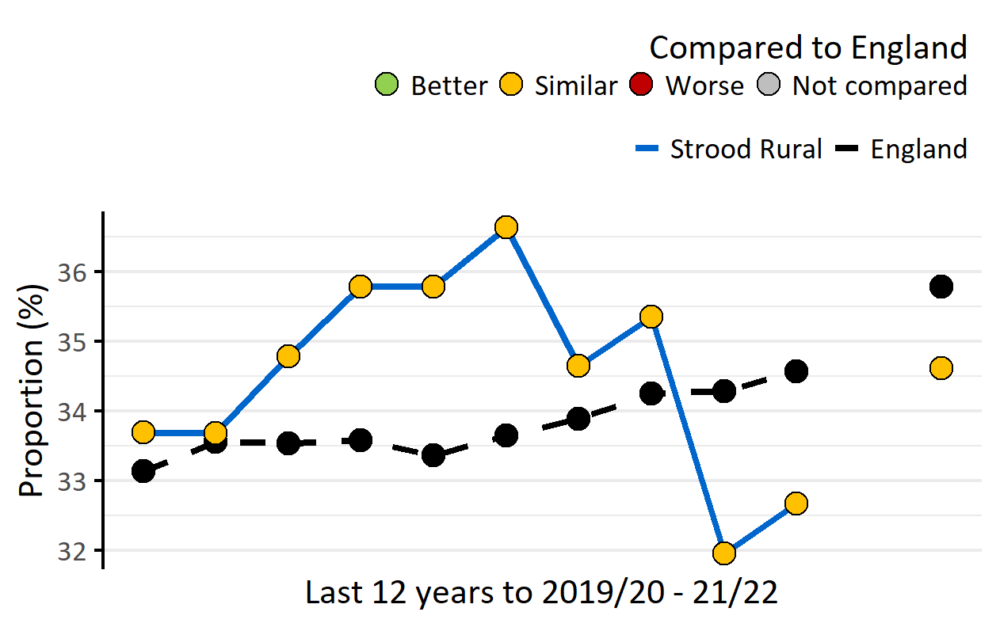 Compared to England
Better Similar Worse Not compared
Strood Rural England
36
35
34
33
32
Proportion (%)
Last 12 years to 2019/20 - 21/22